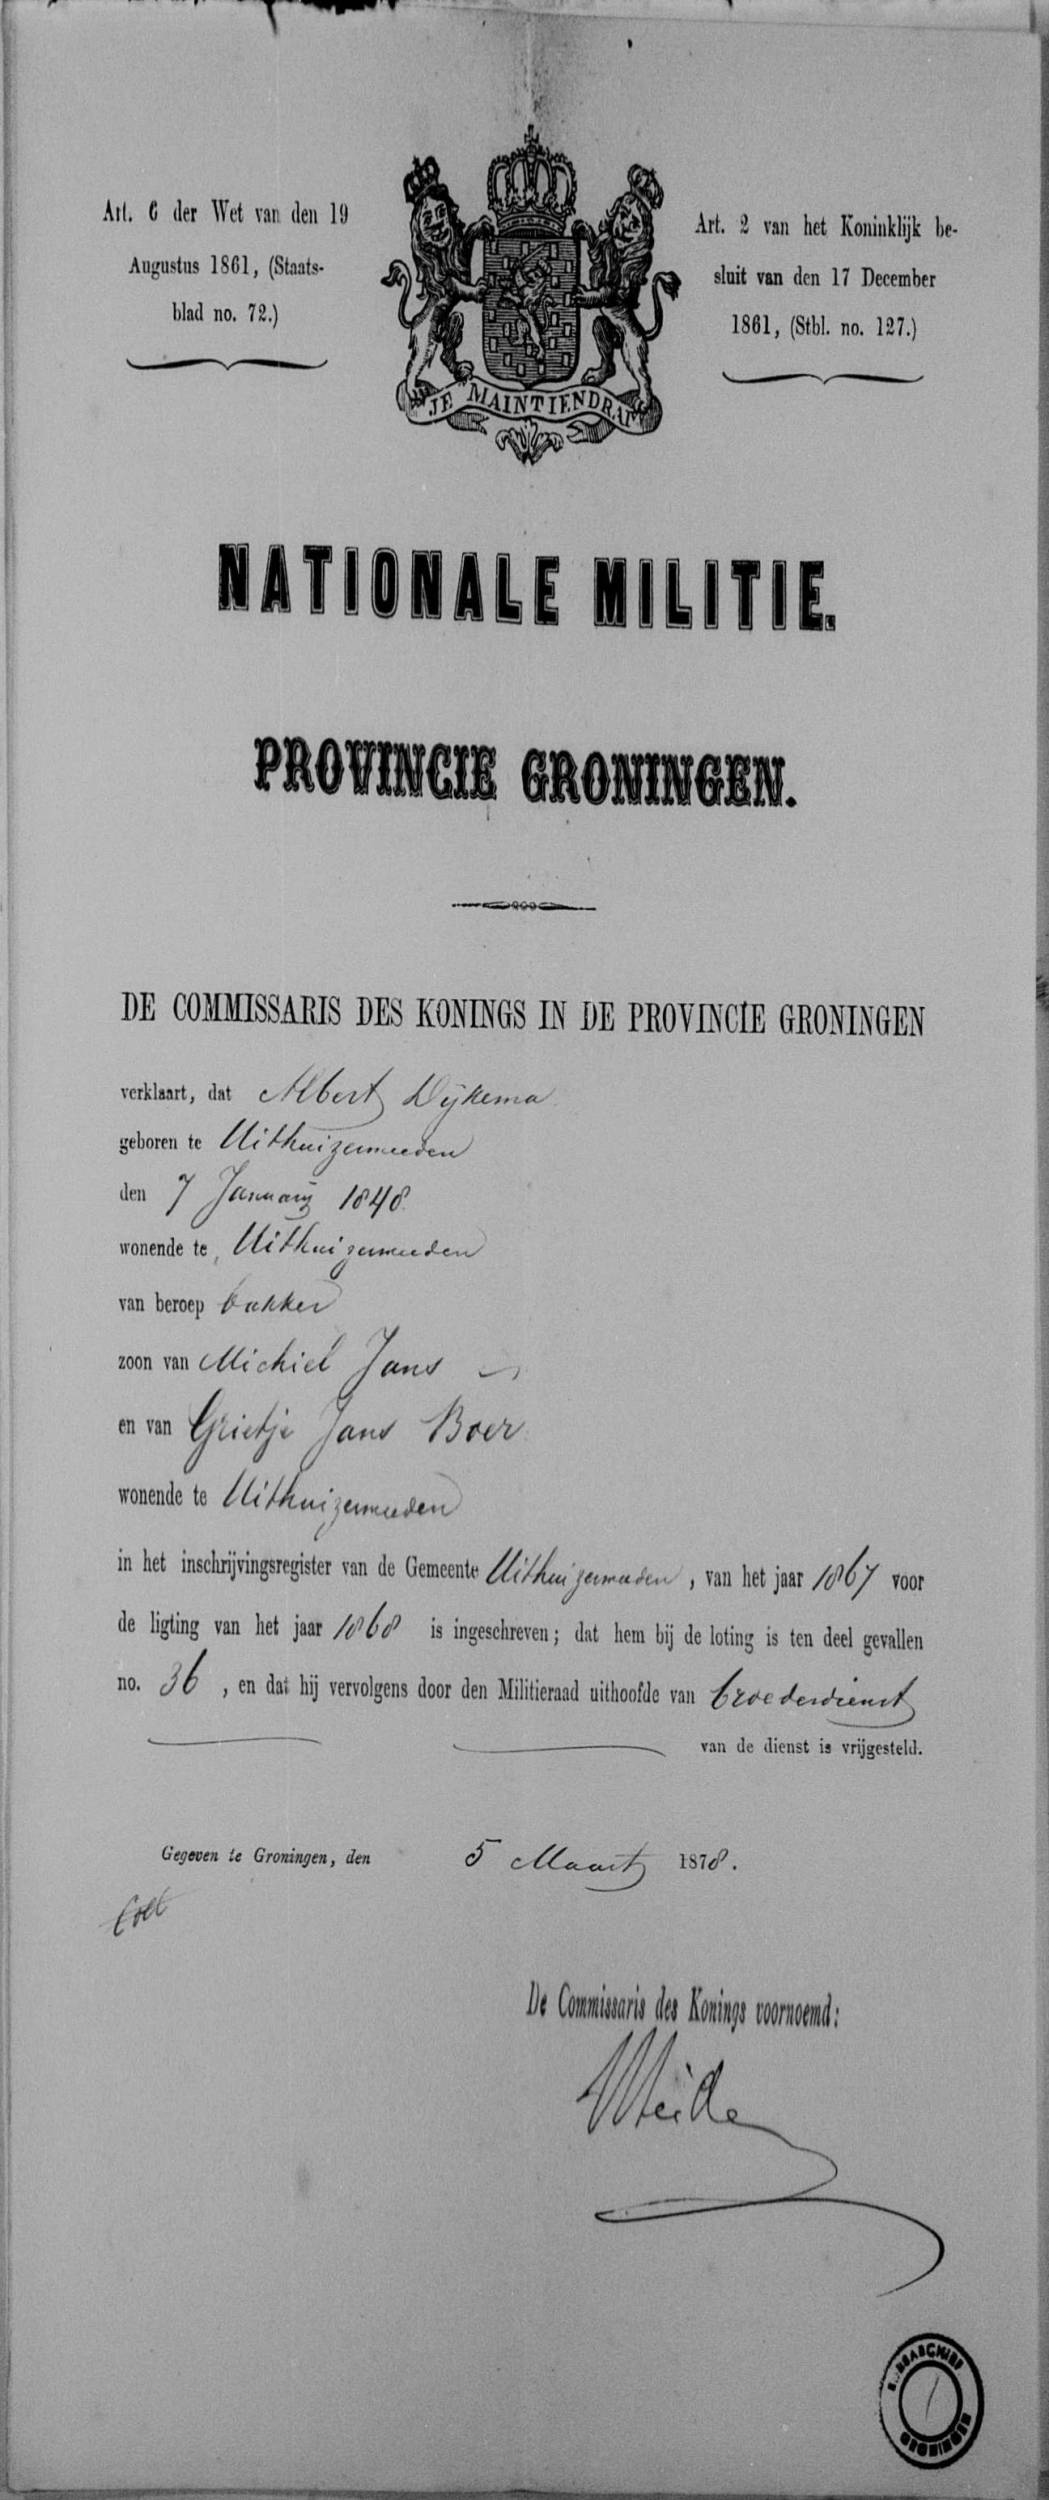 Art. 6 der Wet van den 19
Augustus 1861, (Staats-
blad no. 72.)
Art. 2 van het Koninklijk be-
sluit van den 17 December
1861, (Stbl. no. 127.)
JE MAINTIENDRAI
NATIONALE MILITIE.
PROVINCIE GRONINGEN.
DE COMMISSARIS DES KONINGS IN DE PROVINCIE GRONINGEN
verklaart, dat Albert Dijkema
geboren te Uithuizermeeden
den 7 Januarij 1848.
wonende te Uithuizermeeden
van beroep bakker
zoon van Michiel Jans
en van Grietje Jans Boer
wonende te Uithuizermeeden
in het inschrijvingsregister van de Gemeente Uithuizermeeden, van het jaar 1867 voor
de ligting van het jaar 1868 is ingeschreven; dat hem bij de loting is ten deel gevallen
no. 36, en dat hij vervolgens door den Militieraad uithoofde van broederdienst
van de dienst is vrijgesteld.
Gegeven te Groningen, den 5 Maart 1878.
De Commissaris des Konings voornoemd:
RIJKSARCHIEF
GRONINGEN